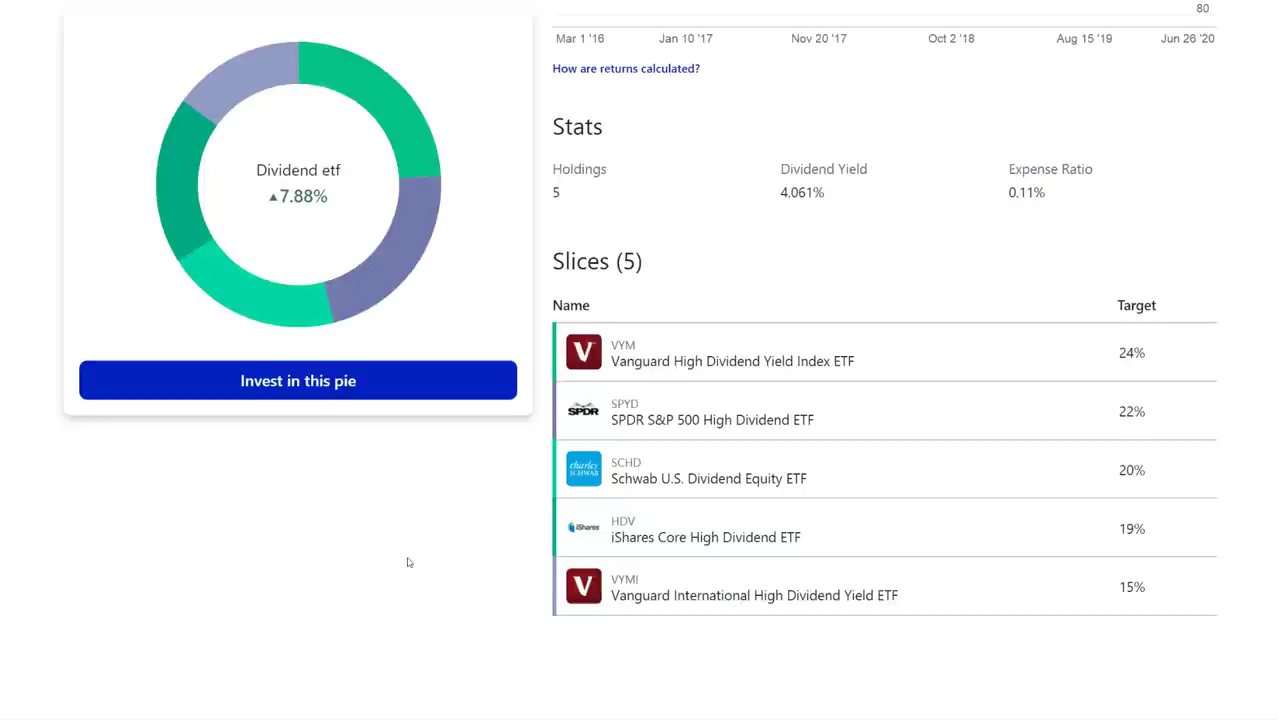 80
Mar 1 '16 Jan 10 '17 Nov 20 '17 Oct 2 '18 Aug 15 '19 Jun 26 '20
How are returns calculated?
Dividend etf
▲7.88%
Invest in this pie
Stats
Holdings Dividend Yield Expense Ratio
5 4.061% 0.11%
Slices (5)
Name Target
V
VYM
Vanguard High Dividend Yield Index ETF
24%
SPDR
SPYD
SPDR S&P 500 High Dividend ETF
22%
charles
SCHWAB
SCHD
Schwab U.S. Dividend Equity ETF
20%
iShares
HDV
iShares Core High Dividend ETF
19%
V
VYMI
Vanguard International High Dividend Yield ETF
15%